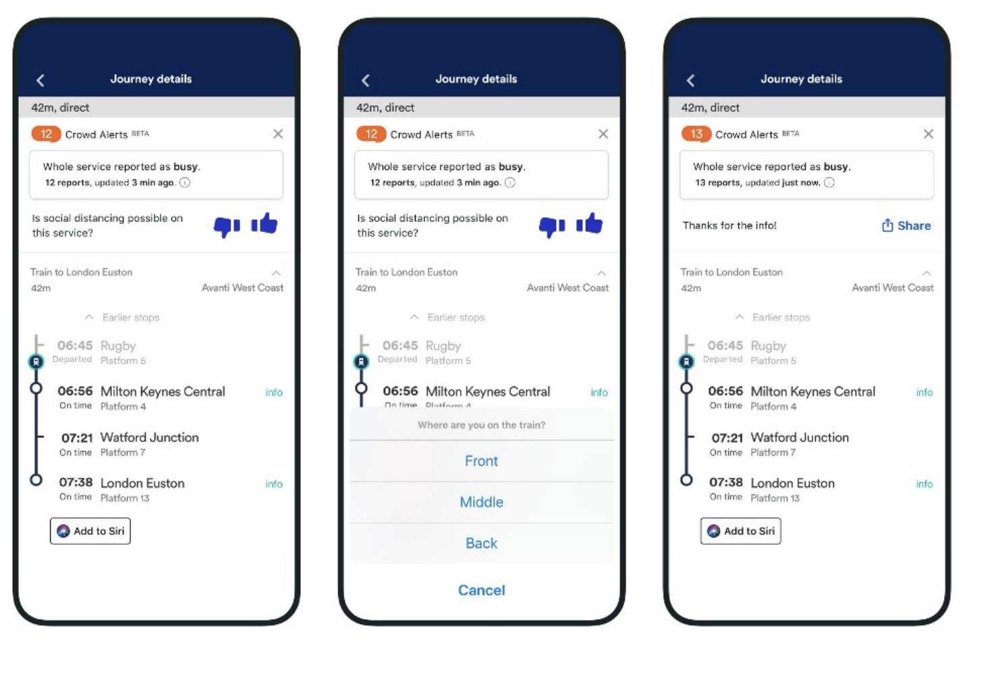 Journey details
42m, direct
12 Crowd Alerts BETA
Whole service reported as busy.
12 reports, updated 3 min ago.
Is social distancing possible on
this service?
Train to London Euston
42m Avanti West Coast
Earlier stops
06:45 Rugby
Departed Platform 5
06:56 Milton Keynes Central info
On time Platform 4
07:21 Watford Junction
On time Platform 7
07:38 London Euston info
On time Platform 13
Add to Siri
Journey details
42m, direct
12 Crowd Alerts BETA
Whole service reported as busy.
12 reports, updated 3 min ago.
Is social distancing possible on
this service?
Train to London Euston
42m Avanti West Coast
Earlier stops
06:45 Rugby
Departed Platform 5
06:56 Milton Keynes Central info
On time Platform 4
Where are you on the train?
Front
Middle
Back
Cancel
Journey details
42m, direct
13 Crowd Alerts BETA
Whole service reported as busy.
13 reports, updated just now.
Thanks for the info! Share
Train to London Euston
42m Avanti West Coast
Earlier stops
06:45 Rugby
Departed Platform 5
06:56 Milton Keynes Central info
On time Platform 4
07:21 Watford Junction
On time Platform 7
07:38 London Euston info
On time Platform 13
Add to Siri